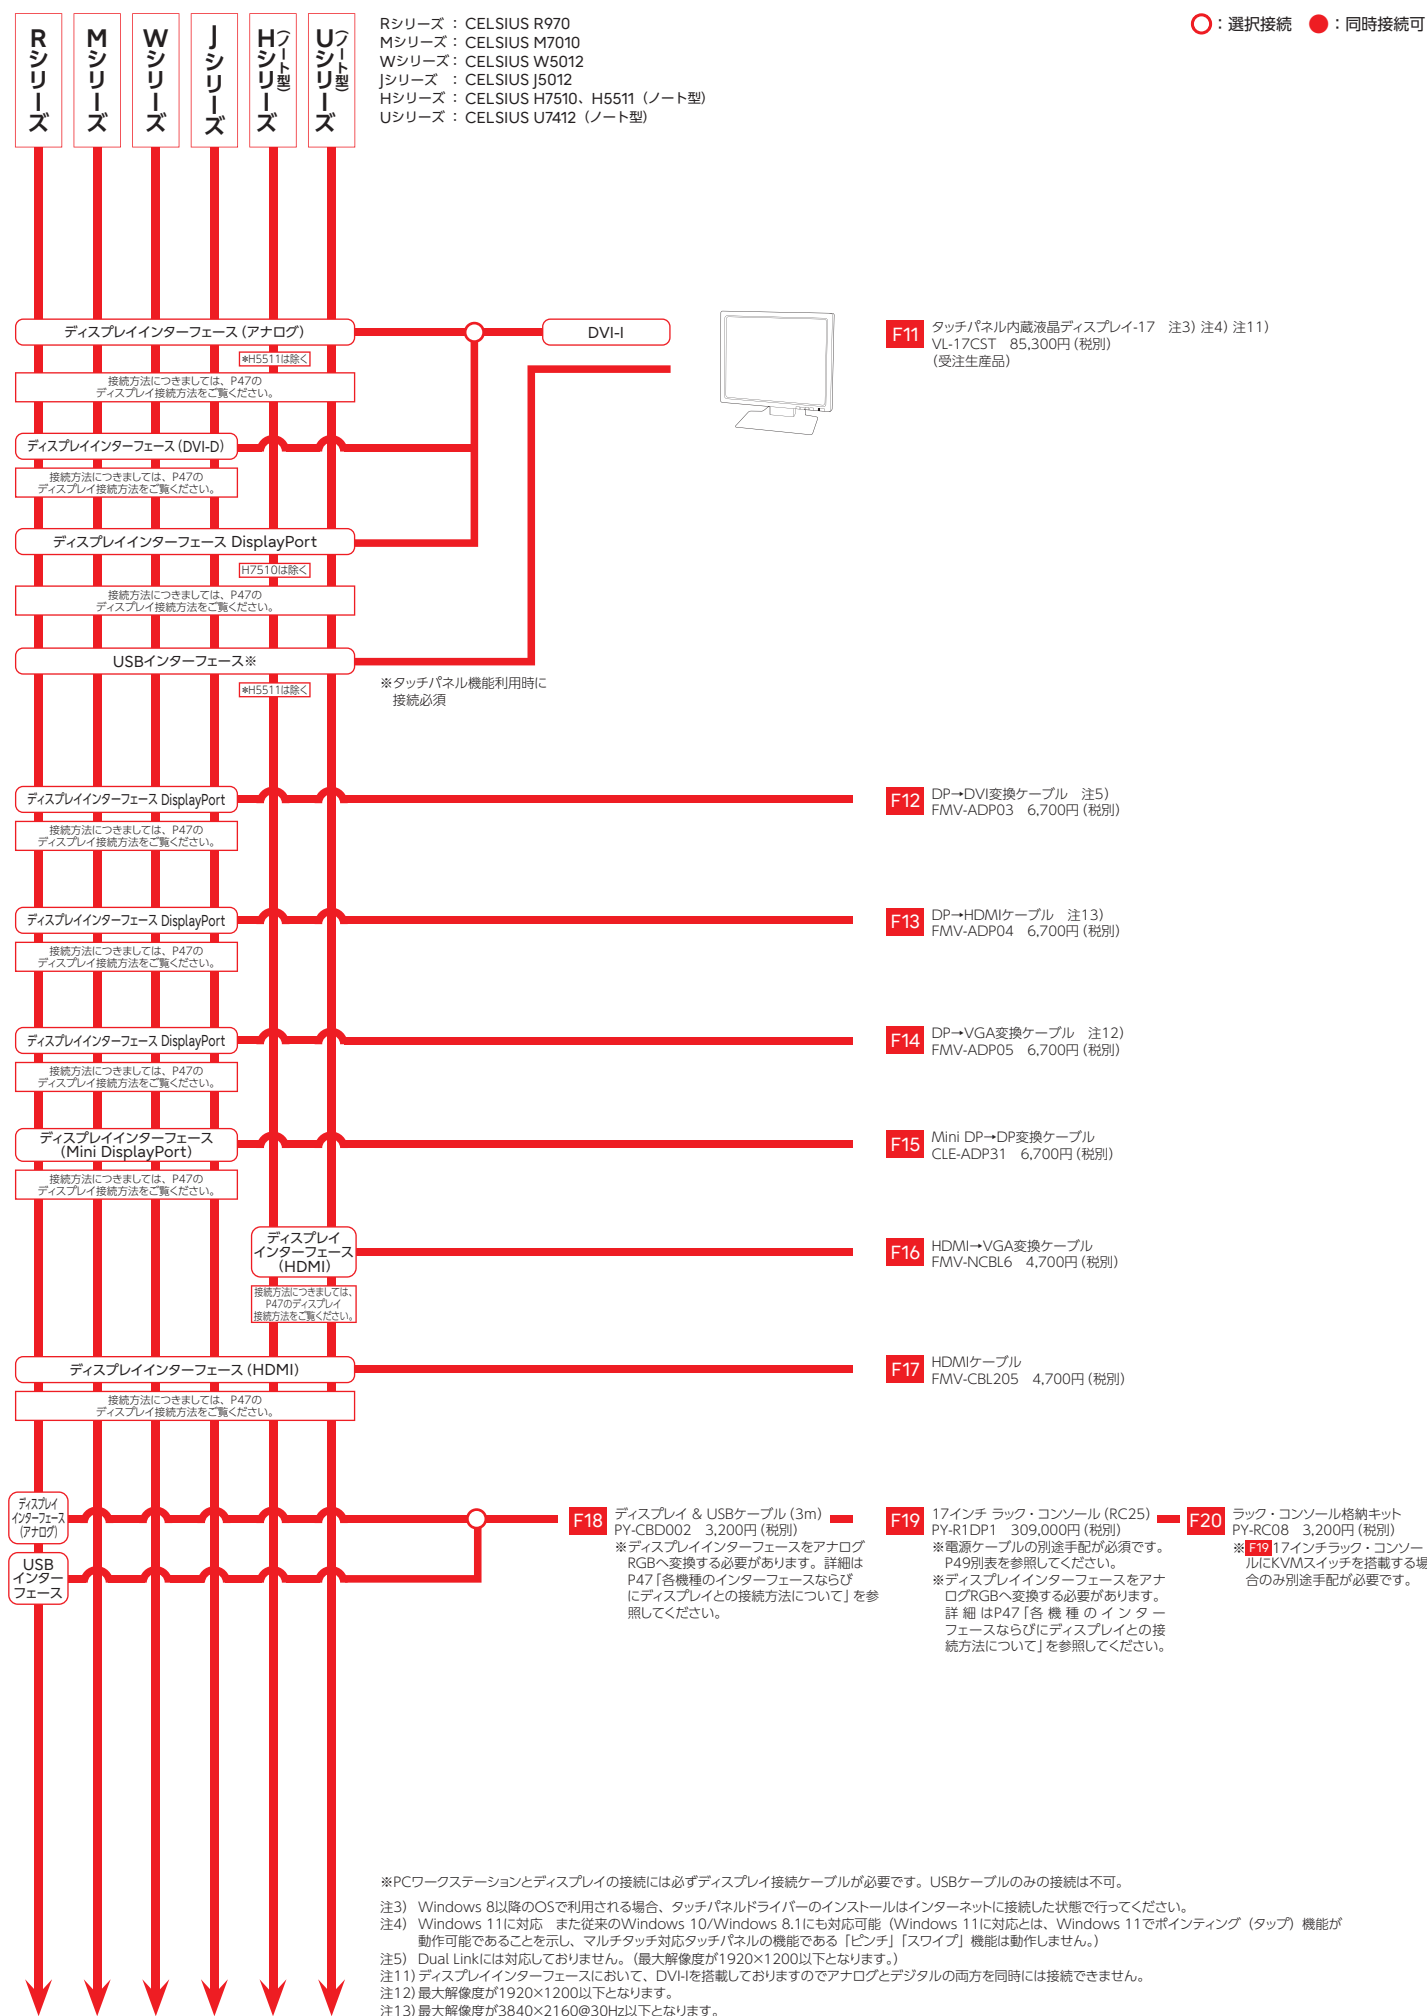 Rシリーズ
Mシリーズ
Wシリーズ
Jシリーズ
Hシリーズ(ノート型)
Uシリーズ(ノート型)
Rシリーズ : CELSIUS R970
Mシリーズ : CELSIUS M7010
Wシリーズ : CELSIUS W5012
Jシリーズ : CELSIUS J5012
Hシリーズ : CELSIUS H7510、H5511(ノート型)
Uシリーズ : CELSIUS U7412(ノート型)
○:選択接続 ●:同時接続可
ディスプレイインターフェース(アナログ)
DVI-I
*H5511は除く
接続方法につきましては、P47の
ディスプレイ接続方法をご覧ください。
F11 タッチパネル内蔵液晶ディスプレイ-17 注3)注4)注11)
VL-17CST 85,300円(税別)
(受注生産品)
ディスプレイインターフェース(DVI-D)
接続方法につきましては、P47の
ディスプレイ接続方法をご覧ください。
ディスプレイインターフェース DisplayPort
H7510は除く
接続方法につきましては、P47の
ディスプレイ接続方法をご覧ください。
USBインターフェース※
*H5511は除く
※タッチパネル機能利用時に
接続必須
ディスプレイインターフェース DisplayPort
接続方法につきましては、P47の
ディスプレイ接続方法をご覧ください。
F12 DP→DVI変換ケーブル 注5)
FMV-ADP03 6,700円(税別)
ディスプレイインターフェース DisplayPort
接続方法につきましては、P47の
ディスプレイ接続方法をご覧ください。
F13 DP→HDMIケーブル 注13)
FMV-ADP04 6,700円(税別)
ディスプレイインターフェース DisplayPort
接続方法につきましては、P47の
ディスプレイ接続方法をご覧ください。
F14 DP→VGA変換ケーブル 注12)
FMV-ADP05 6,700円(税別)
ディスプレイインターフェース
(Mini DisplayPort)
接続方法につきましては、P47の
ディスプレイ接続方法をご覧ください。
F15 Mini DP→DP変換ケーブル
CLE-ADP31 6,700円(税別)
ディスプレイ
インターフェース
(HDMI)
接続方法につきましては、
P47のディスプレイ
接続方法をご覧ください。
F16 HDMI→VGA変換ケーブル
FMV-NCBL6 4,700円(税別)
ディスプレイインターフェース(HDMI)
接続方法につきましては、P47の
ディスプレイ接続方法をご覧ください。
F17 HDMIケーブル
FMV-CBL205 4,700円(税別)
ディスプレイ
インターフェース
(アナログ)
USB
インター
フェース
F18 ディスプレイ & USBケーブル(3m)
PY-CBD002 3,200円(税別)
※ディスプレイインターフェースをアナログ
RGBへ変換する必要があります。詳細は
P47「各機種のインターフェースならび
にディスプレイとの接続方法について」を参
照してください。
F19 17インチ ラック・コンソール(RC25)
PY-R1DP1 309,000円(税別)
※電源ケーブルの別途手配が必須です。
P49別表を参照してください。
※ディスプレイインターフェースをアナ
ログRGBへ変換する必要があります。
詳細はP47「各機種のインター
フェースならびにディスプレイとの接
続方法について」を参照してください。
F20 ラック・コンソール格納キット
PY-RC08 3,200円(税別)
※F19 17インチラック・コンソー
ルにKVMスイッチを搭載する場
合のみ別途手配が必要です。
※PCワークステーションとディスプレイの接続には必ずディスプレイ接続ケーブルが必要です。USBケーブルのみの接続は不可。
注3) Windows 8以降のOSで利用される場合、タッチパネルドライバーのインストールはインターネットに接続した状態で行ってください。
注4) Windows 11に対応 また従来のWindows 10/Windows 8.1にも対応可能(Windows 11に対応とは、Windows 11でポインティング(タップ)機能が
動作可能であることを示し、マルチタッチ対応タッチパネルの機能である「ピンチ」「スワイプ」機能は動作しません。)
注5) Dual Linkには対応しておりません。(最大解像度が1920×1200以下となります。)
注11)ディスプレイインターフェースにおいて、DVI-Iを搭載しておりますのでアナログとデジタルの両方を同時には接続できません。
注12)最大解像度が1920×1200以下となります。
注13)最大解像度が3840×2160@30Hz以下となります。